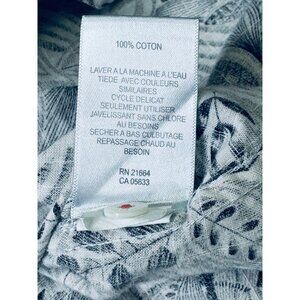 100% COTON
LAVER A LA MACHINE A L'EAU
TIEDE AVEC COULEURS
SIMILAIRES
CYCLE DELICAT
SEULEMENT UTILISER
JAVELISSANT SANS CHLORE
AU BESOINS
SECHER A BAS CULBUTAGE
REPASSAGE CHAUD AU
BESOIN
RN 21664
CA 05633